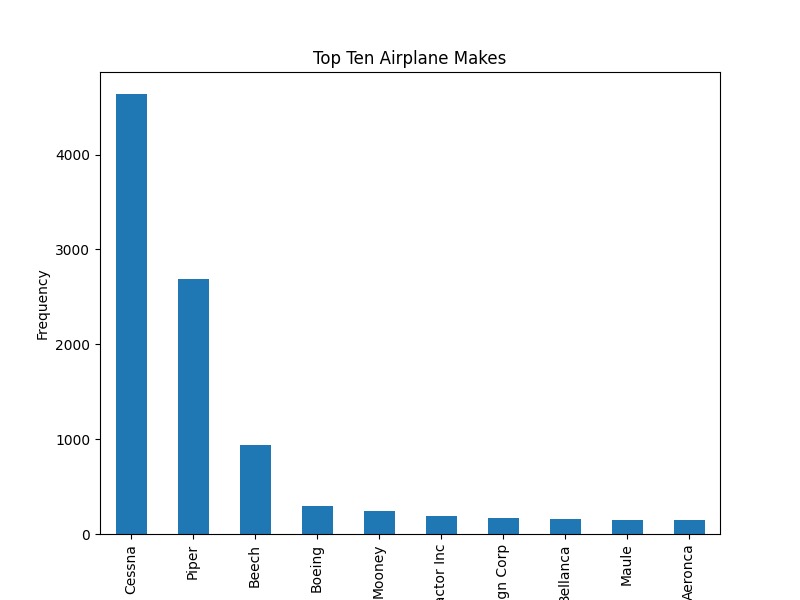 Top Ten Airplane Makes
Frequency
4000
3000
2000
1000
0
Cessna
Piper
Beech
Boeing
Mooney
actor Inc
gn Corp
Bellanca
Maule
Aeronca